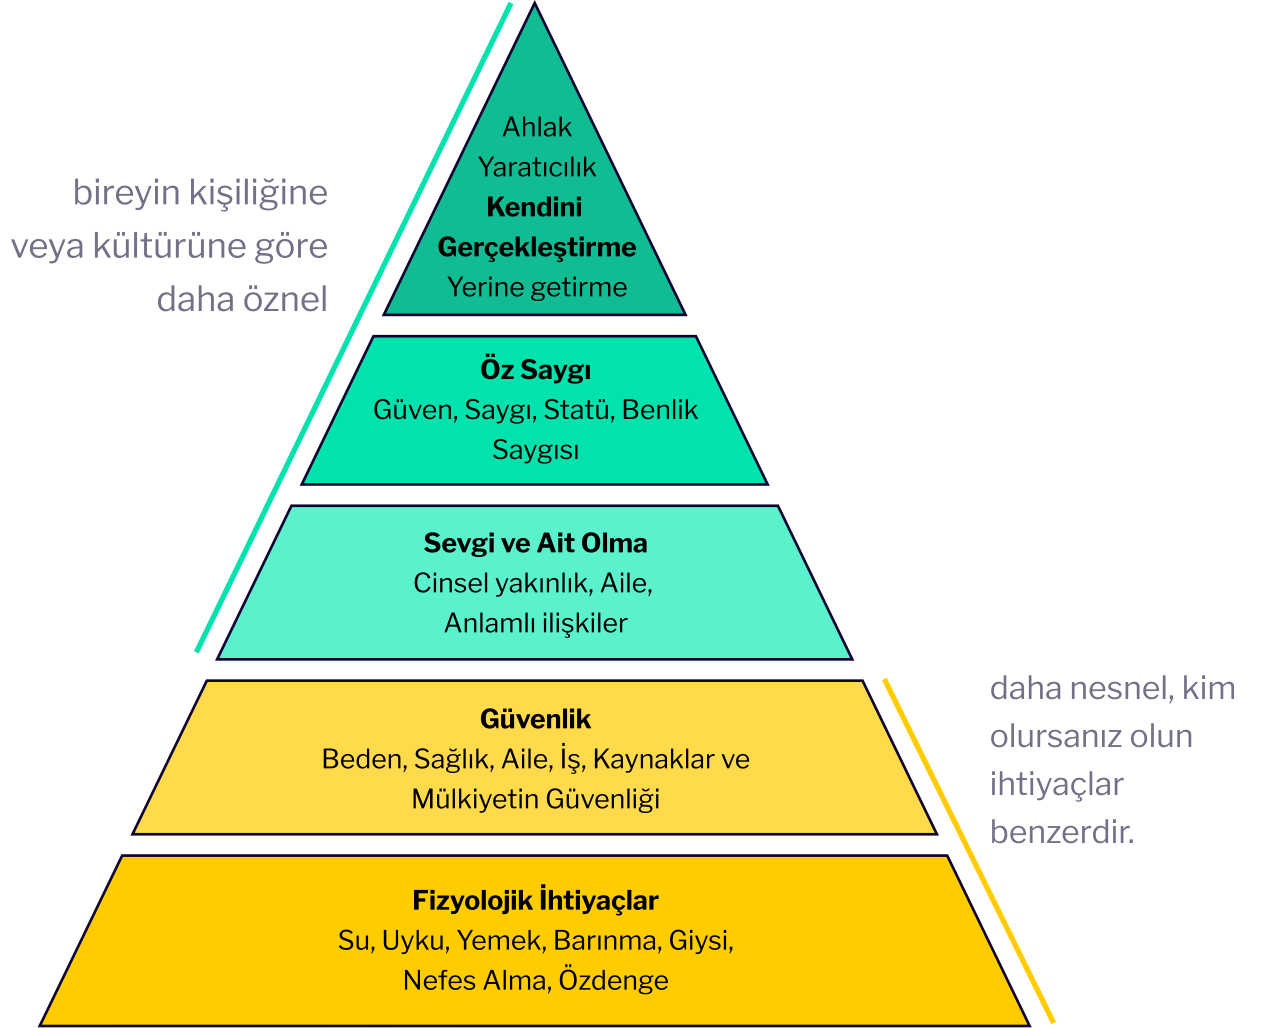 Ahlak
Yaratıcılık
Kendini
Gerçekleştirme
Yerine getirme
bireyin kişiliğine
veya kültürüne göre
daha öznel
Öz Saygı
Güven, Saygı, Statü, Benlik
Saygısı
Sevgi ve Ait Olma
Cinsel yakınlık, Aile,
Anlamlı ilişkiler
Güvenlik
Beden, Sağlık, Aile, İş, Kaynaklar ve
Mülkiyetin Güvenliği
daha nesnel, kim
olursanız olun
ihtiyaçlar
benzerdir.
Fizyolojik İhtiyaçlar
Su, Uyku, Yemek, Barınma, Giysi,
Nefes Alma, Özdenge